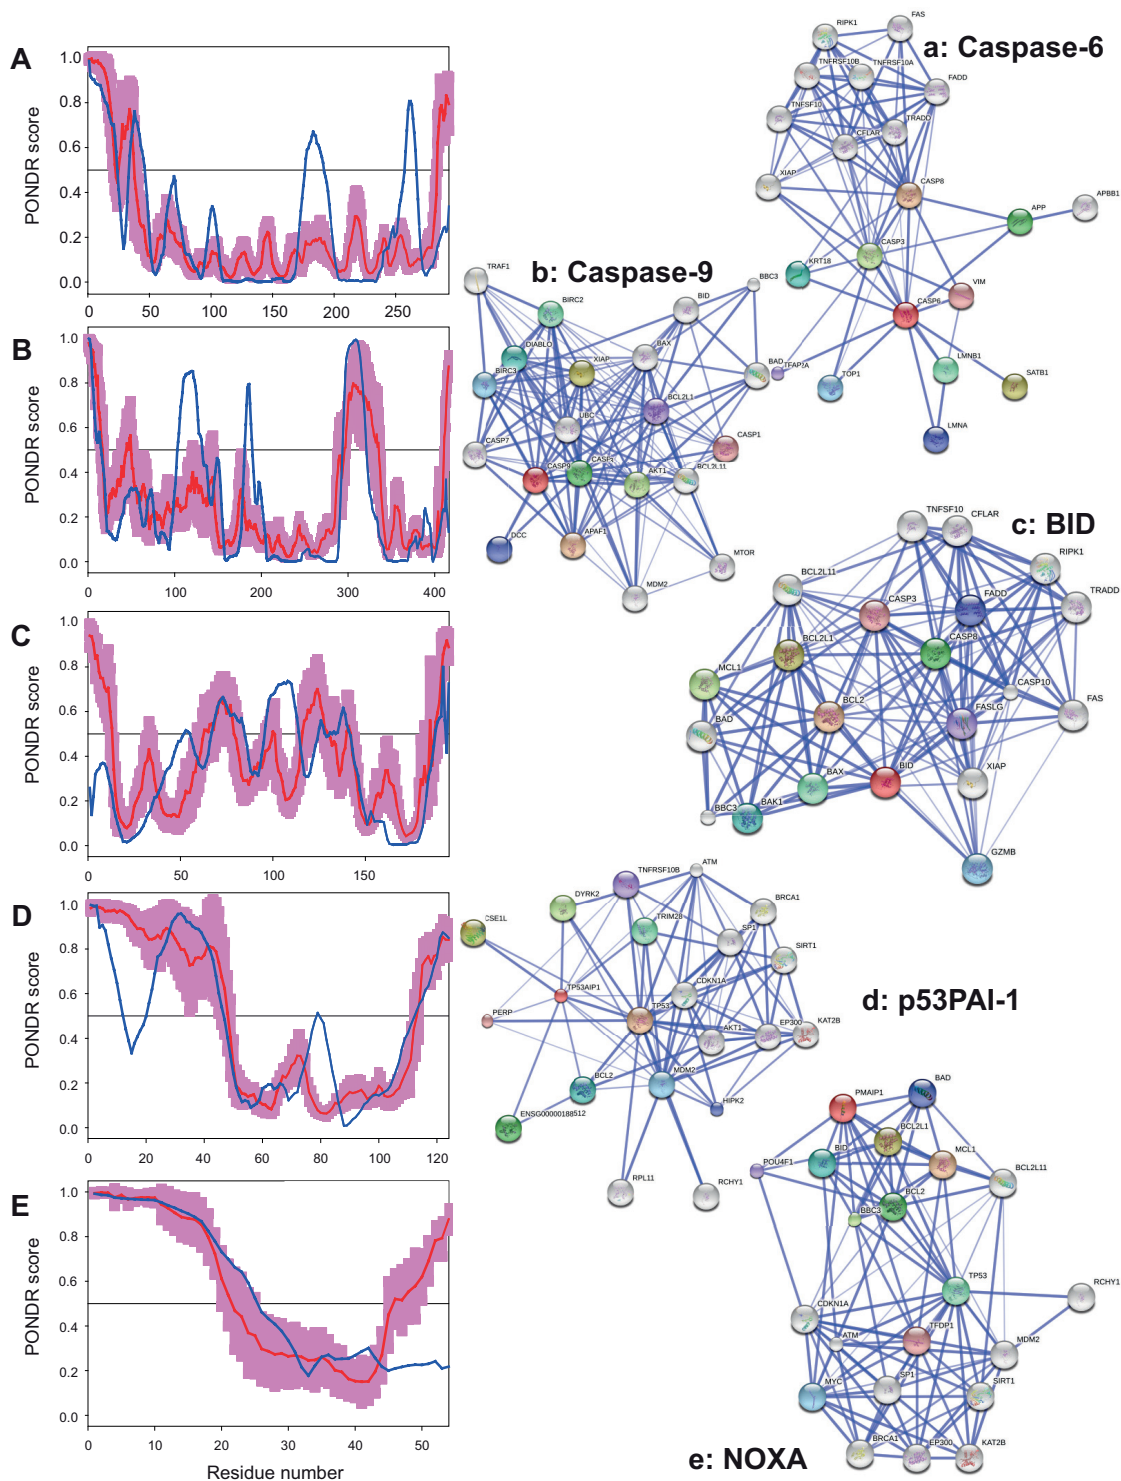 A
PONDR score
1.0
0.8
0.6
0.4
0.2
0.0
0
50
100
150
200
250
B
PONDR score
1.0
0.8
0.6
0.4
0.2
0.0
0
100
200
300
400
C
PONDR score
1.0
0.8
0.6
0.4
0.2
0.0
0
50
100
150
D
PONDR score
1.0
0.8
0.6
0.4
0.2
0.0
0
20
40
60
80
100
120
E
PONDR score
1.0
0.8
0.6
0.4
0.2
0.0
0
10
20
30
40
50
Residue number
a: Caspase-6
RIPK1
FAS
TNFRSF10B
TNFRSF10A
FADD
TNFSF10
TRADD
CFLAR
XIAP
CASP8
APP
APBB1
CASP3
KRT18
VIM
CASP6
TFAP2A
TOP1
LMNB1
SATB1
LMNA
b: Caspase-9
TRAF1
BBC3
BIRC2
BID
DIABLO
BAX
XIAP
BAD
BIRC3
BCL2L1
UBC
CASP7
CASP1
CASP9
AKT1
BCL2L11
DCC
APAF1
MTOR
MDM2
c: BID
TNFSF10
CFLAR
RIPK1
BCL2L11
CASP3
FADD
TRADD
BCL2L1
CASP8
MCL1
CASP10
BCL2
FASLG
FAS
BAD
BAX
BID
XIAP
BBC3
BAK1
GZMB
d: p53PAI-1
ATM
TNFRSF10B
DYRK2
BRCA1
CSE1L
TRIM28
SP1
SIRT1
CDKN1A
TP53AIP1
PERP
TP53
AKT1
EP300
KAT2B
MDM2
BCL2
HIPK2
ENSG00000188512
RPL11
RCHY1
e: NOXA
PMAIP1
BAD
BCL2L1
BID
MCL1
POU4F1
BCL2L11
BCL2
BBC3
TP53
RCHY1
CDKN1A
TFDP1
ATM
MDM2
MYC
SP1
SIRT1
BRCA1
EP300
KAT2B